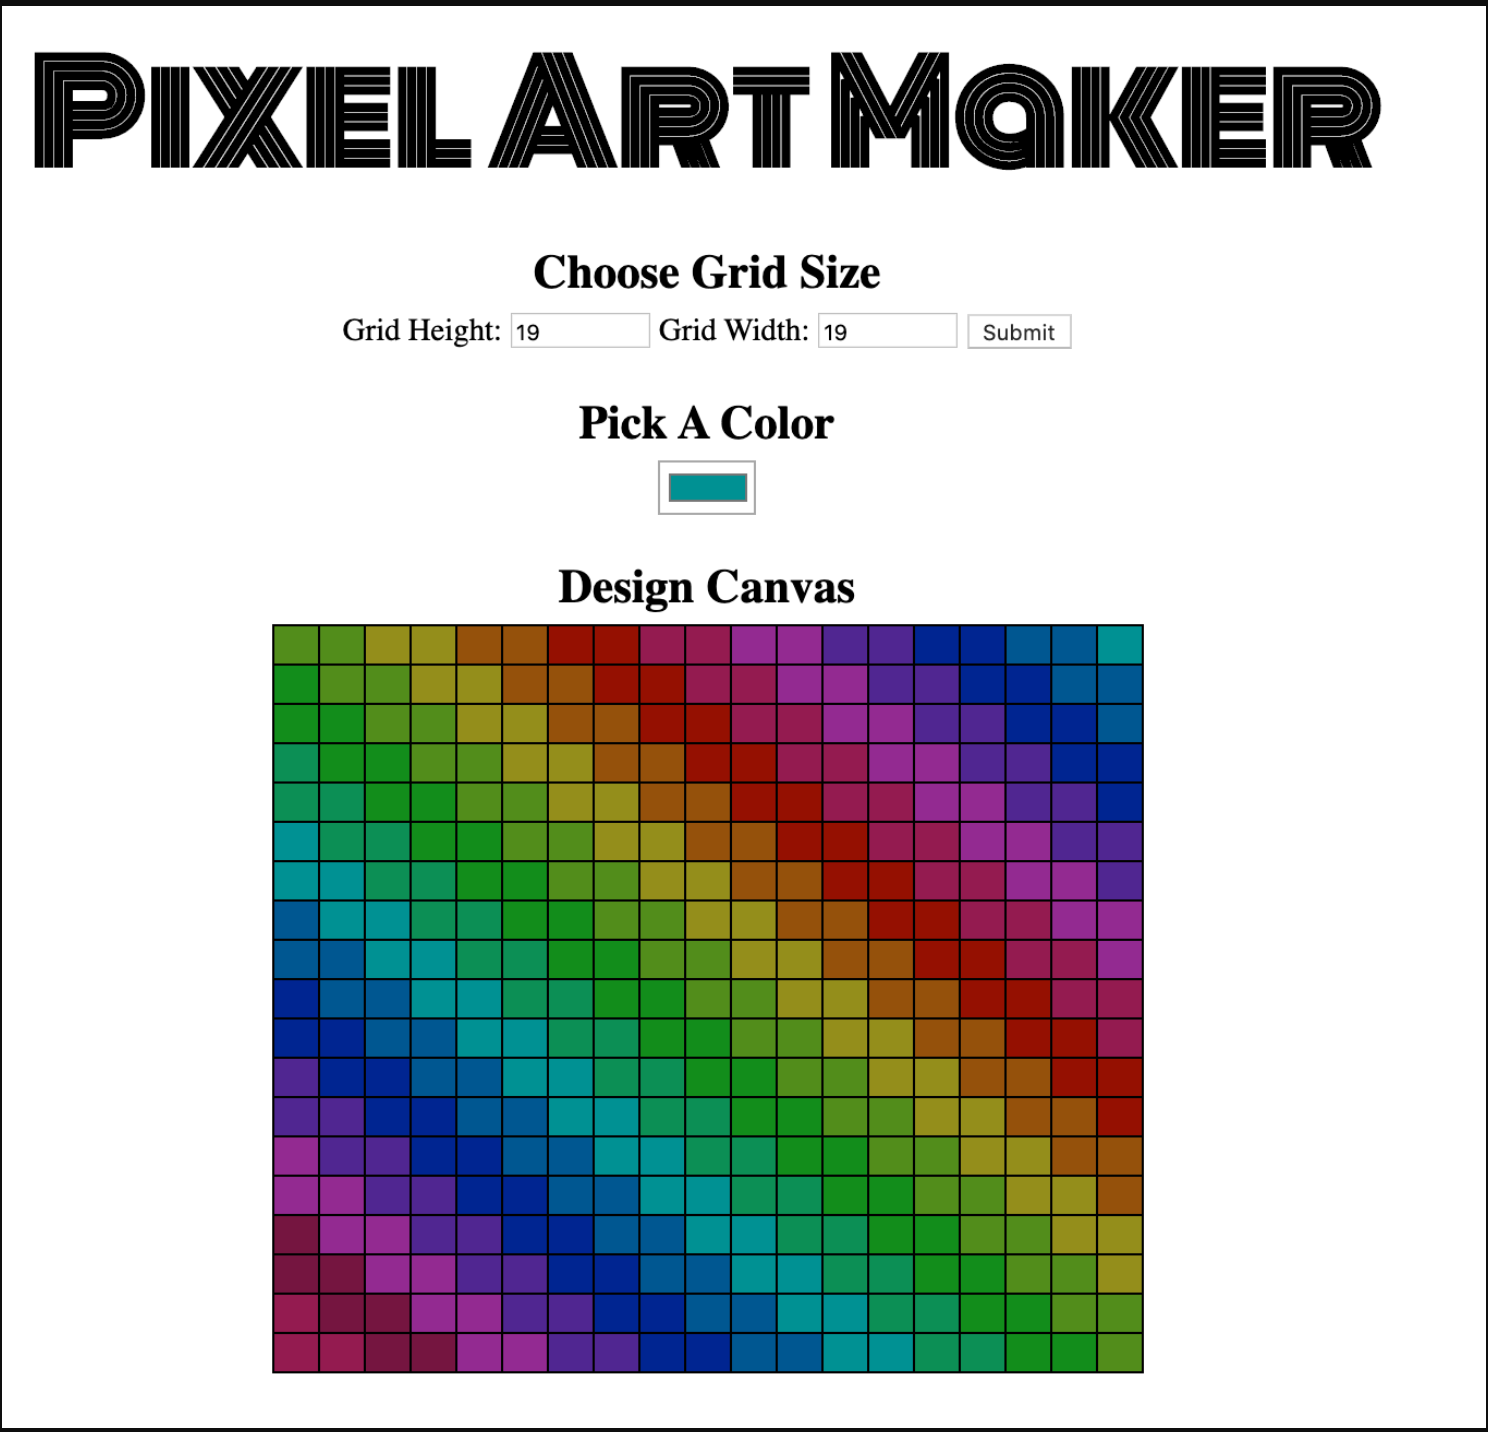 Pixel Art Maker
Choose Grid Size
Grid Height: 19 Grid Width: 19 Submit
Pick A Color
Design Canvas